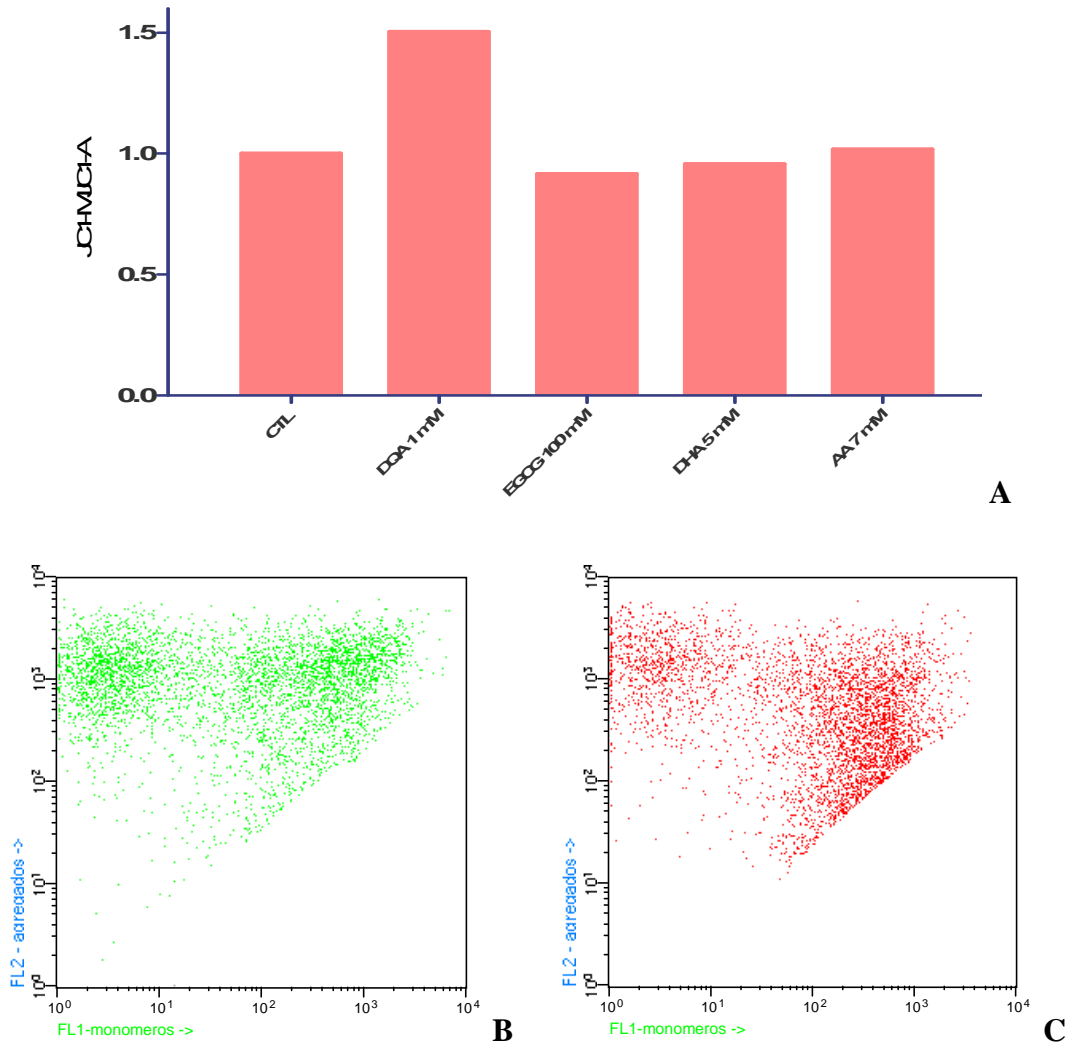 1.5
1.0
0.5
0.0
CTL
DQA 1 mM
EGCG 100 mM
DHA 5 mM
AA 7 mM
A
10⁴
10³
10²
10¹
10⁰
FL2 - agregados ->
10⁰ 10¹ 10² 10³ 10⁴
FL1-monomeros ->
B
10⁴
10³
10²
10¹
10⁰
FL2 - agregados ->
10⁰ 10¹ 10² 10³ 10⁴
FL1-monomeros ->
C